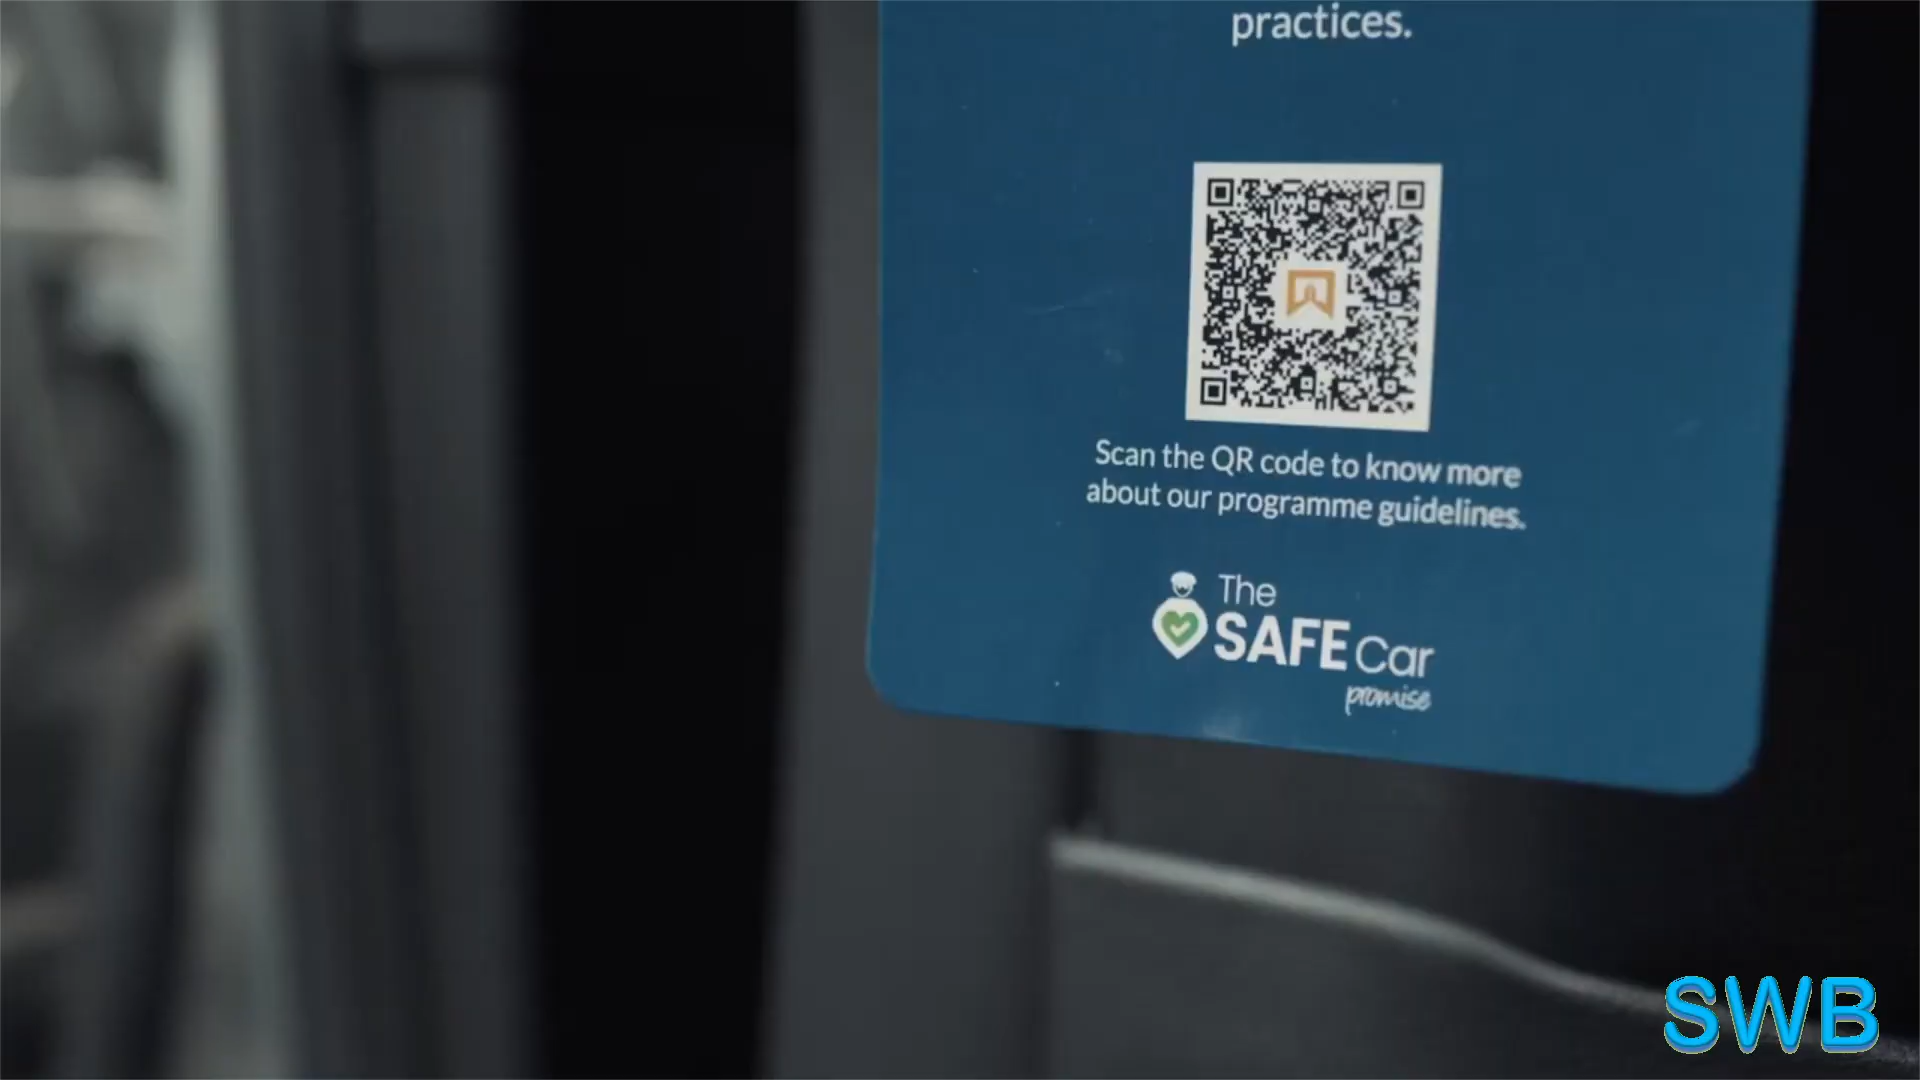 practices.
Scan the QR code to know more
about our programme guidelines.
The
SAFE Car
promise
SWB